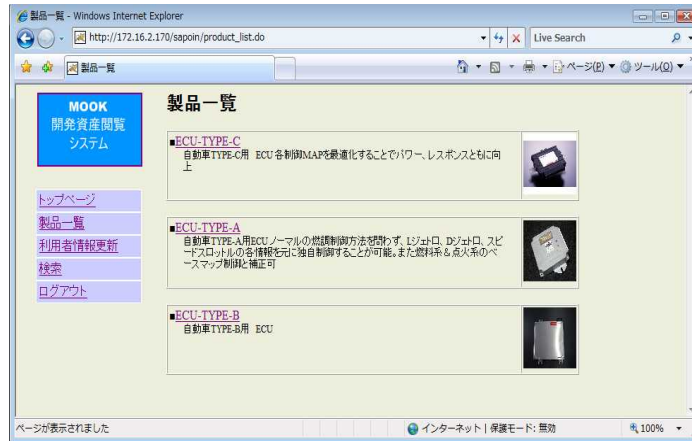 製品一覧 - Windows Internet Explorer
http://172.16.2.170/sapoin/product_list.do
Live Search
製品一覧
ページ(P)
ツール(O)
MOOK
開発資産閲覧
システム
トップページ
製品一覧
利用者情報更新
検索
ログアウト
製品一覧
■ECU-TYPE-C
自動車TYPE-C用 ECU 各制御MAPを最適化することでパワー、レスポンスともに向
上
■ECU-TYPE-A
自動車TYPE-A用ECU ノーマルの燃調制御方法を問わず、Lジェトロ、Dジェトロ、スピ
ードスロットルの各情報を元に独自制御することが可能。また燃料系&点火系のベ
ースマップ制御と補正可
■ECU-TYPE-B
自動車TYPE-B用 ECU
ページが表示されました
インターネット | 保護モード: 無効
100%